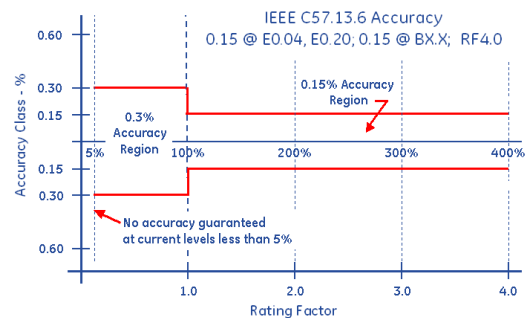 IEEE C57.13.6 Accuracy
0.15 @ E0.04, E0.20; 0.15 @ BX.X; RF4.0
Accuracy Class - %
0.60
0.30
0.15
0.15
0.30
0.60
0.3%
Accuracy
Region
0.15% Accuracy
Region
5% 100% 200% 300% 400%
No accuracy guaranteed
at current levels less than 5%
1.0 2.0 3.0 4.0
Rating Factor